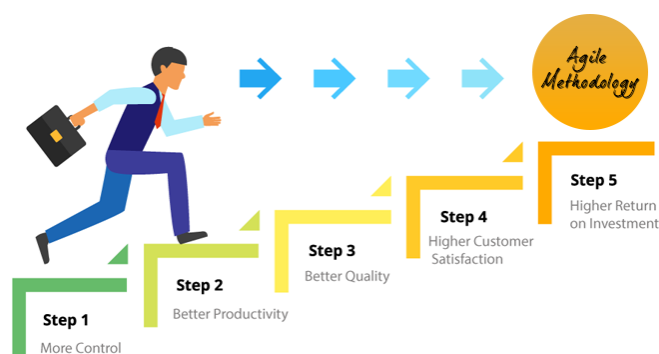 Agile
Methodology
Step 5
Higher Return
on Investment
Step 4
Higher Customer
Satisfaction
Step 3
Better Quality
Step 2
Better Productivity
Step 1
More Control